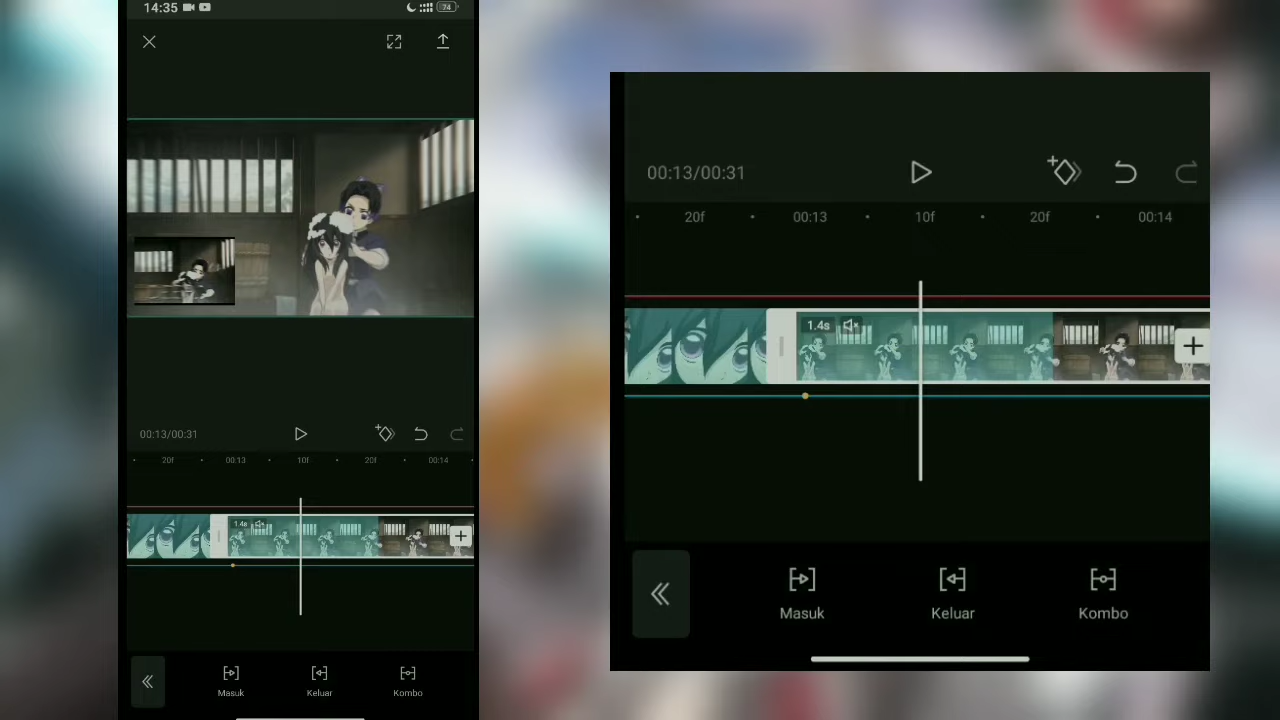 14:35
74
00:13/00:31
20f
00:13
10f
20f
00:14
1.4s
Masuk
Keluar
Kombo
00:13/00:31
20f
00:13
10f
20f
00:14
1.4s
Masuk
Keluar
Kombo